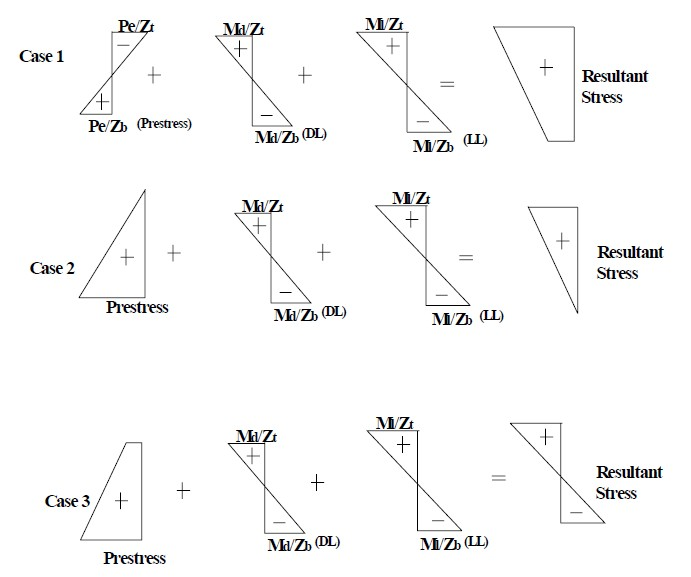 Case 1
Pe/Zt
−
+
Pe/Zb (Prestress)
+
Md/Zt
+
−
Md/Zb (DL)
+
Ml/Zt
+
−
Ml/Zb (LL)
=
+
Resultant
Stress
Case 2
+
Prestress
+
Md/Zt
+
−
Md/Zb (DL)
+
Ml/Zt
+
−
Ml/Zb (LL)
=
+
Resultant
Stress
Case 3
+
Prestress
+
Md/Zt
+
−
Md/Zb (DL)
+
Ml/Zt
+
−
Ml/Zb (LL)
=
+
−
Resultant
Stress